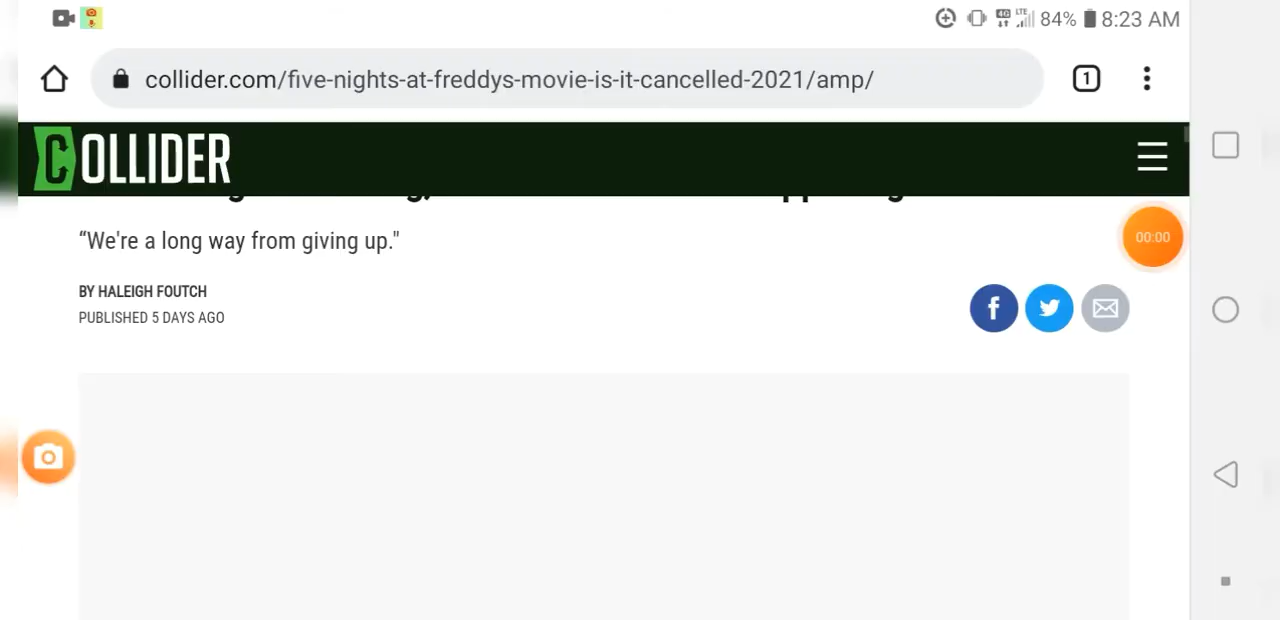 84% 8:23 AM
collider.com/five-nights-at-freddys-movie-is-it-cancelled-2021/amp/
1
COLLIDER
“We're a long way from giving up."
00:00
BY HALEIGH FOUTCH
PUBLISHED 5 DAYS AGO